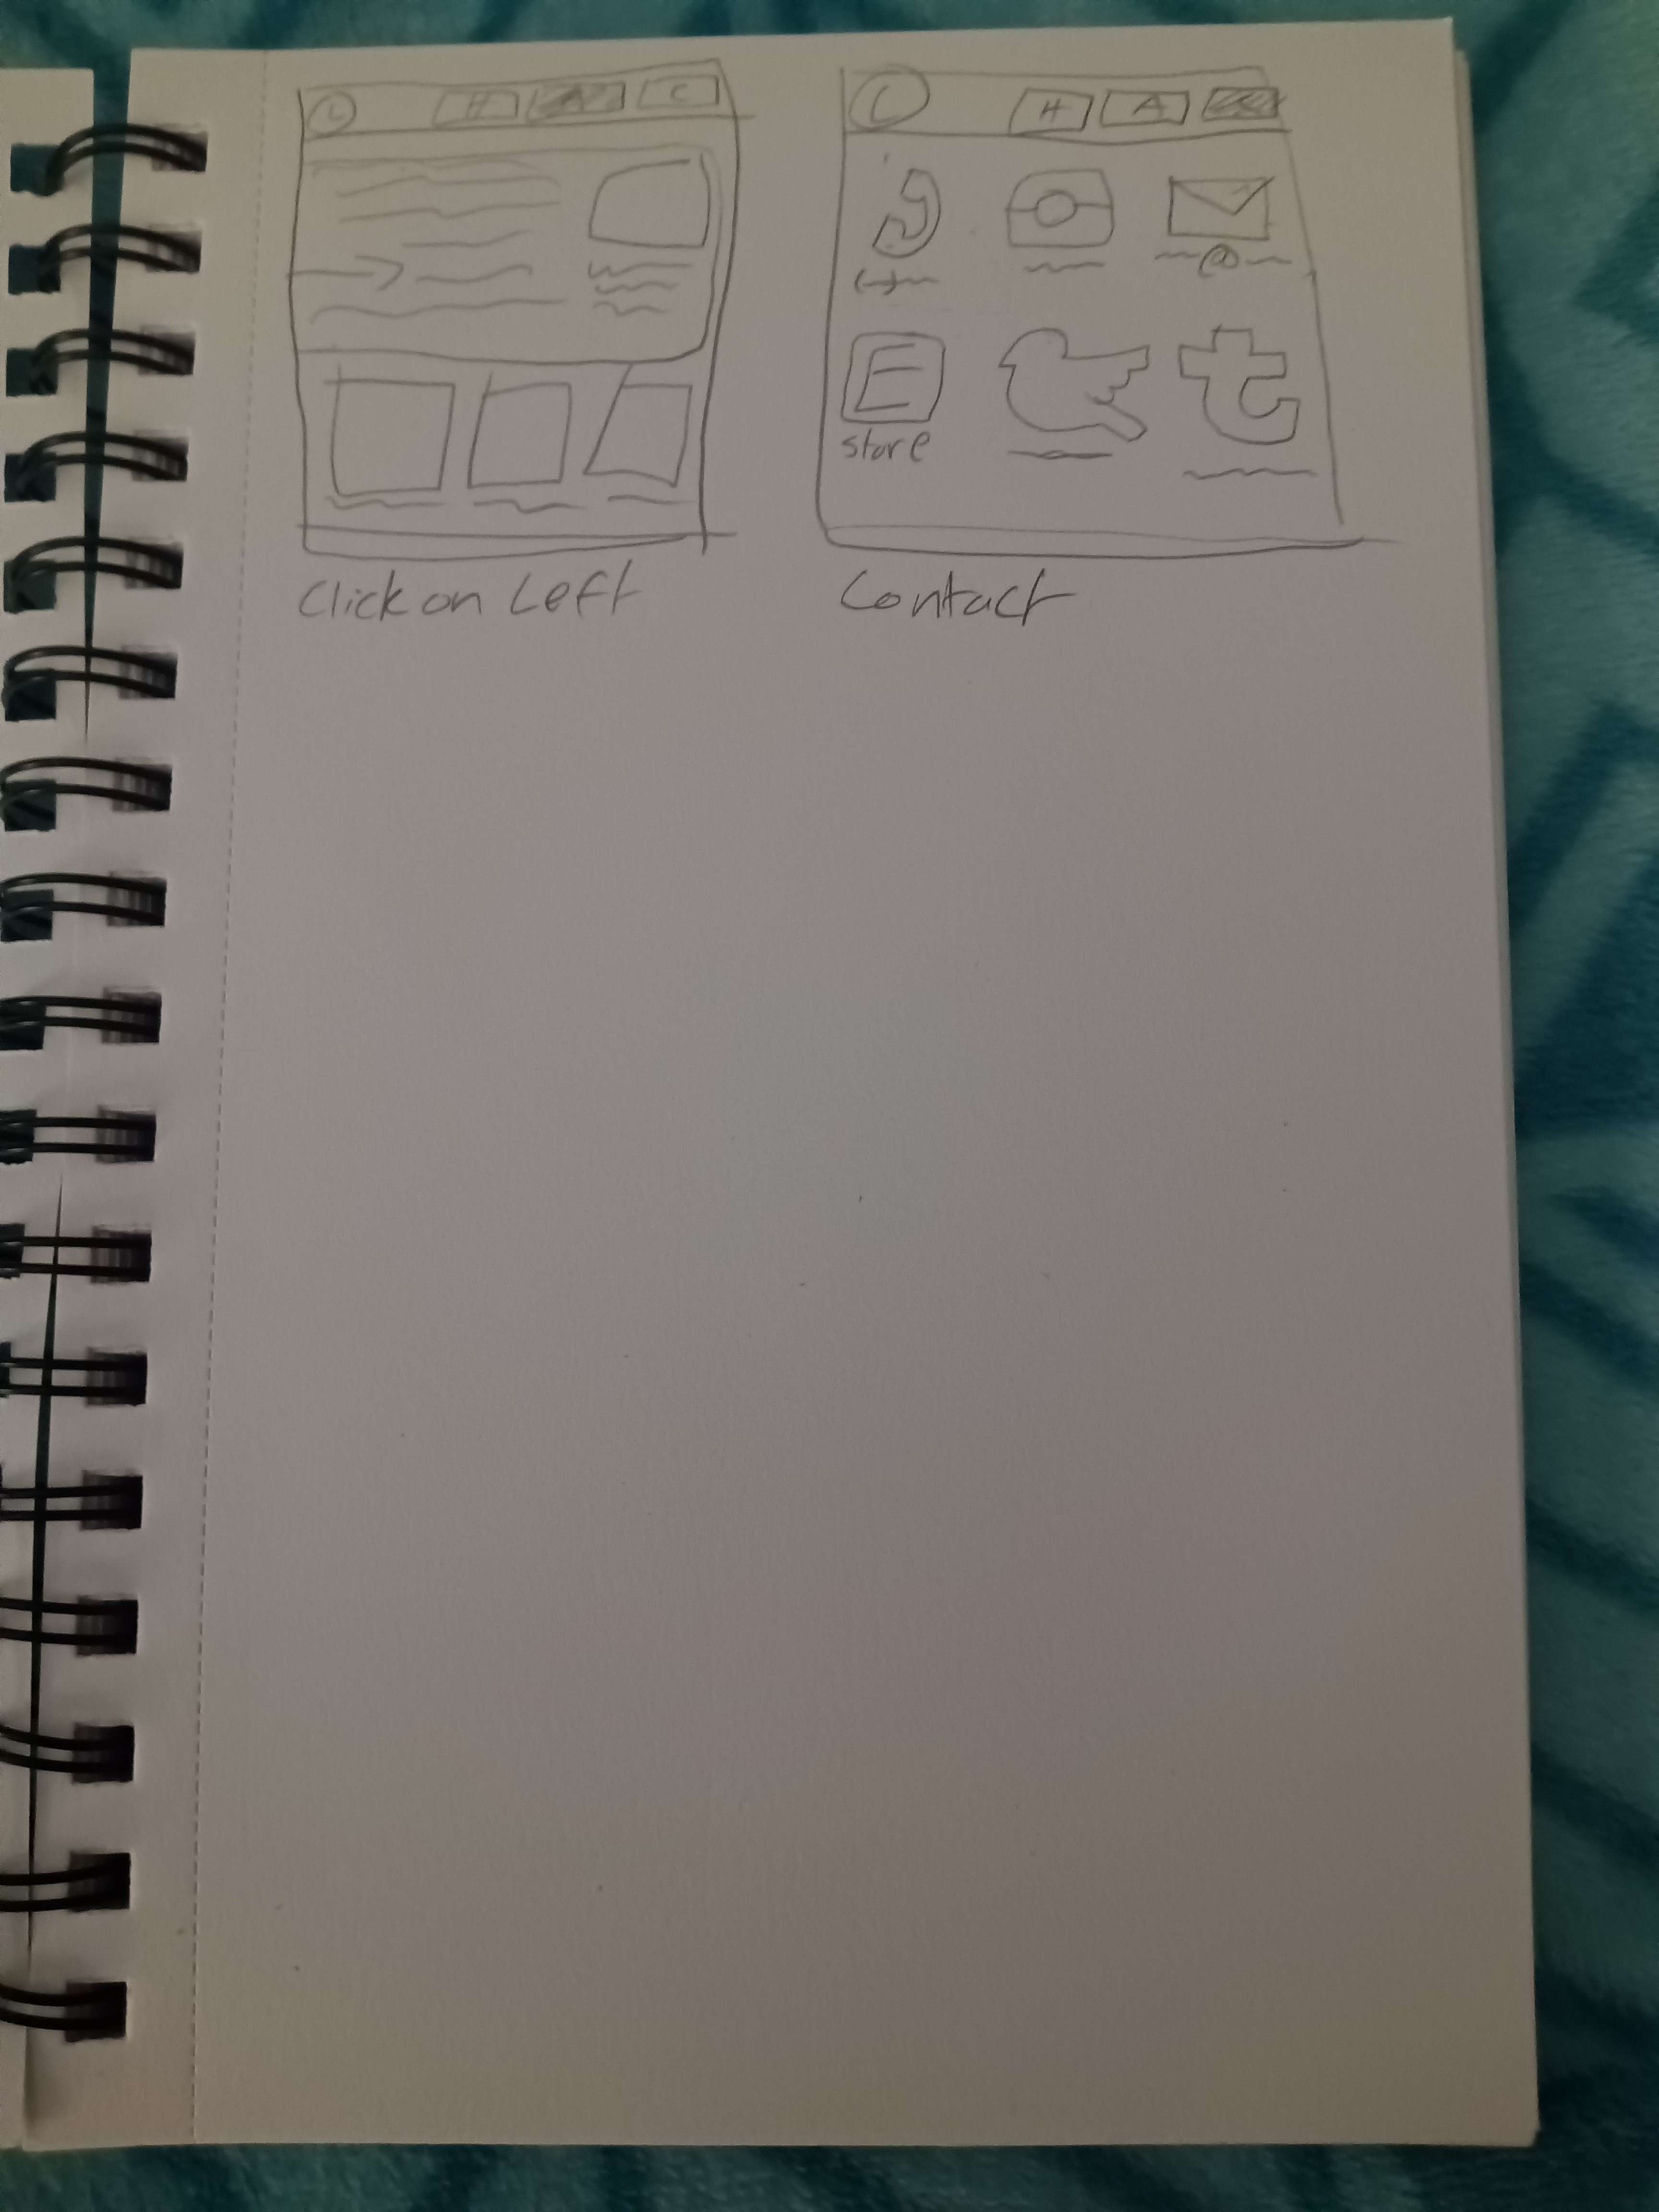 L H A C
L H A
@
E
store
t
Click on Left
Contact